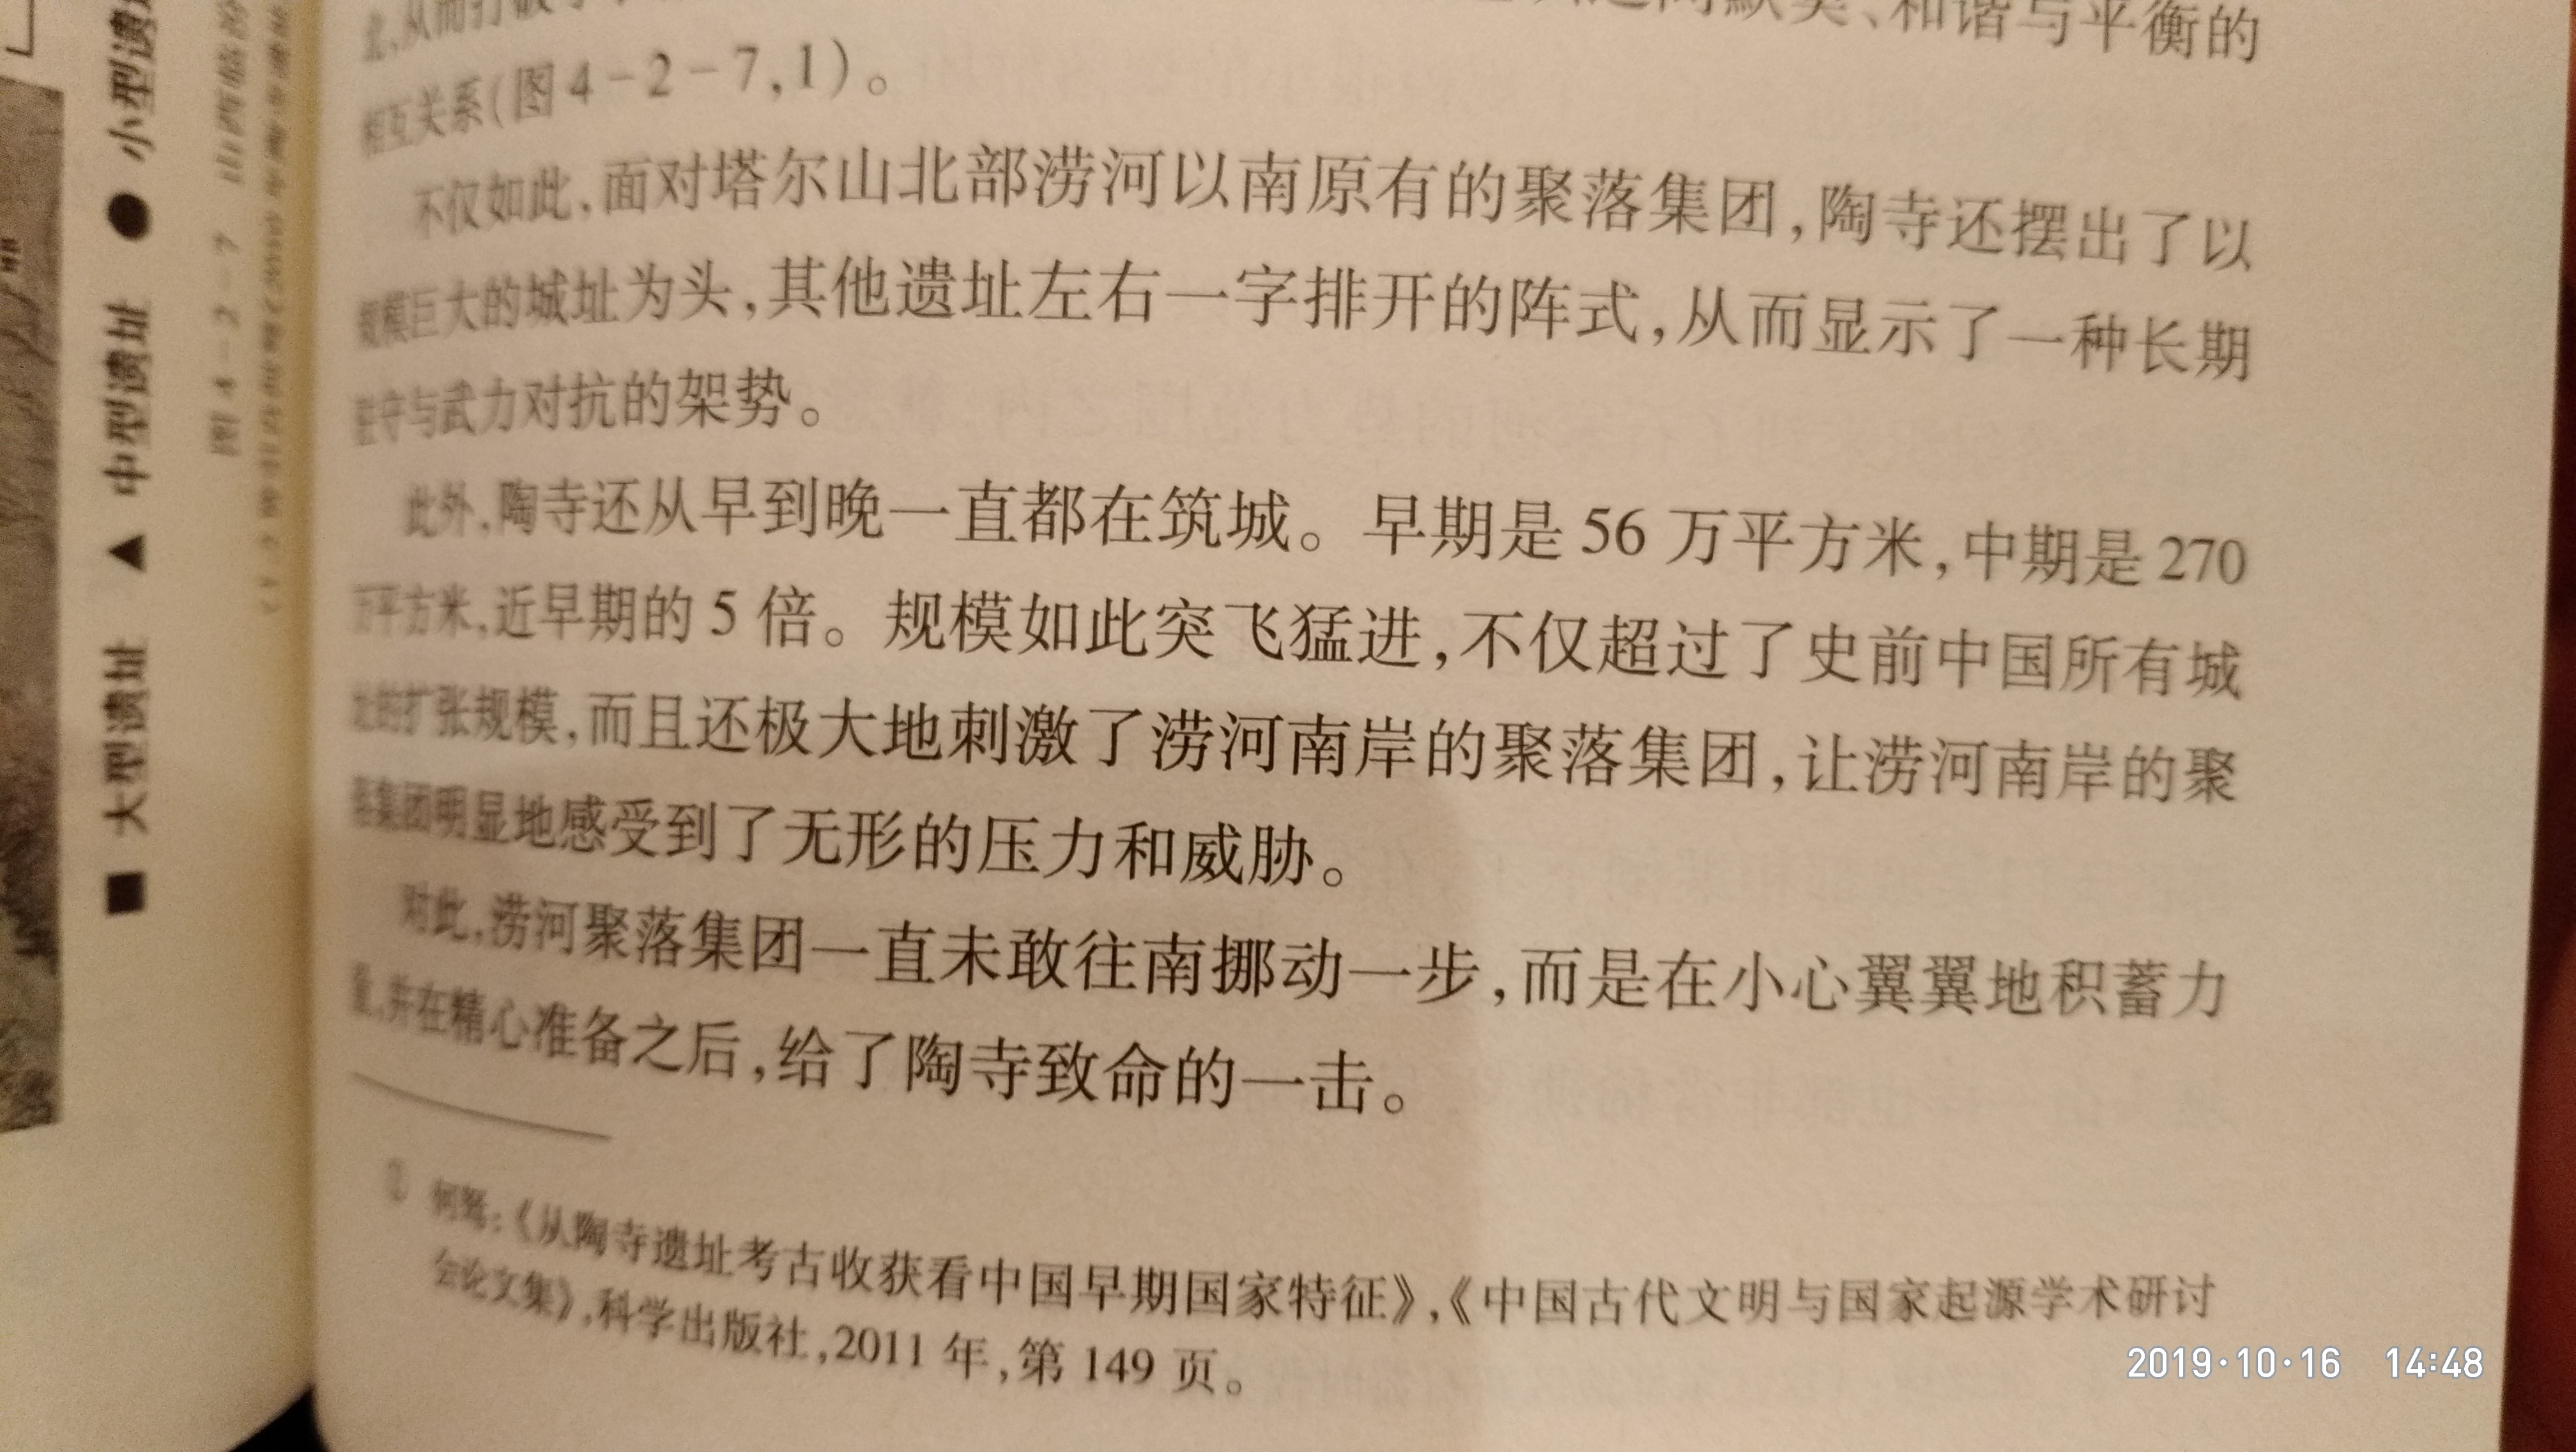 和谐与平衡的
相互关系(图4-2-7,1)。
不仅如此,面对塔尔山北部涝河以南原有的聚落集团,陶寺还摆出了以
规模巨大的城址为头,其他遗址左右一字排开的阵式,从而显示了一种长期
驻守与武力对抗的架势。
此外,陶寺还从早到晚一直都在筑城。早期是56万平方米,中期是270
万平方米,近早期的5倍。规模如此突飞猛进,不仅超过了史前中国所有城
址的扩张规模,而且还极大地刺激了涝河南岸的聚落集团,让涝河南岸的聚
落集团明显地感受到了无形的压力和威胁。
对此,涝河聚落集团一直未敢往南挪动一步,而是在小心翼翼地积蓄力
量,并在精心准备之后,给了陶寺致命的一击。
何驽:《从陶寺遗址考古收获看中国早期国家特征》,《中国古代文明与国家起源学术研讨
会论文集》,科学出版社,2011年,第149页。
■ 大型遗址 ▲ 中型遗址 ● 小型遗
图4-2-7
2019·10·16 14:48